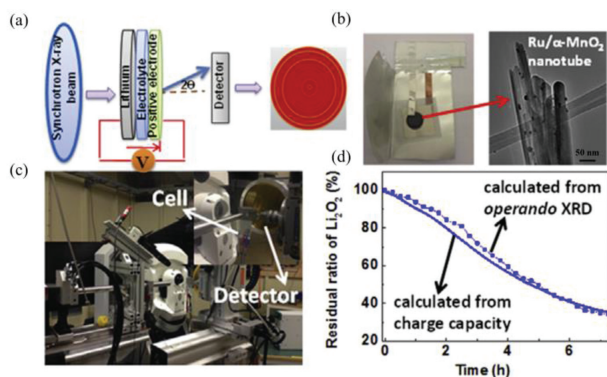 (a)
Synchrotron X-ray
beam
Lithium
Electrolyte
Positive electrode
2θ
Detector
V
(b)
Ru/α-MnO₂
nanotube
50 nm
(c)
Cell
Detector
(d)
Residual ratio of Li₂O₂ (%)
100
80
60
40
20
0
2
4
6
Time (h)
calculated from
operando XRD
calculated from
charge capacity